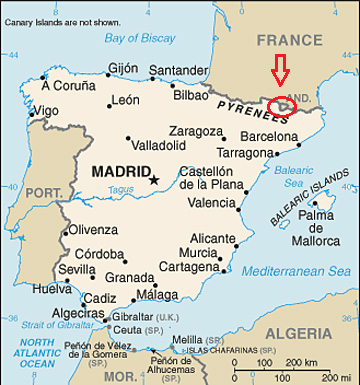 Canary Islands are not shown.
Bay of Biscay
FRANCE
Gijón
Santander
A Coruña
Bilbao
AND.
PYRENEES
León
Vigo
Zaragoza
Barcelona
Valladolid
Tarragona
MADRID
Castellón
de la Plana
Balearic
Sea
PORT.
Tagus
BALEARIC ISLANDS
Valencia
Palma
de
Mallorca
Olivenza
Alicante
Córdoba
Murcia
Sevilla
Cartagena
Granada
Mediterranean Sea
Huelva
Cadiz
Málaga
Algeciras
Gibraltar (U.K.)
Strait of Gibraltar
Ceuta (SP.)
ALGERIA
NORTH
ATLANTIC
OCEAN
Melilla (SP.)
ISLAS CHAFARINAS (SP.)
Peñón de Vélez
de la Gomera (SP.)
Peñón de
Alhucemas (SP.)
MOR.
0 100 200 km
0 100 200 mi